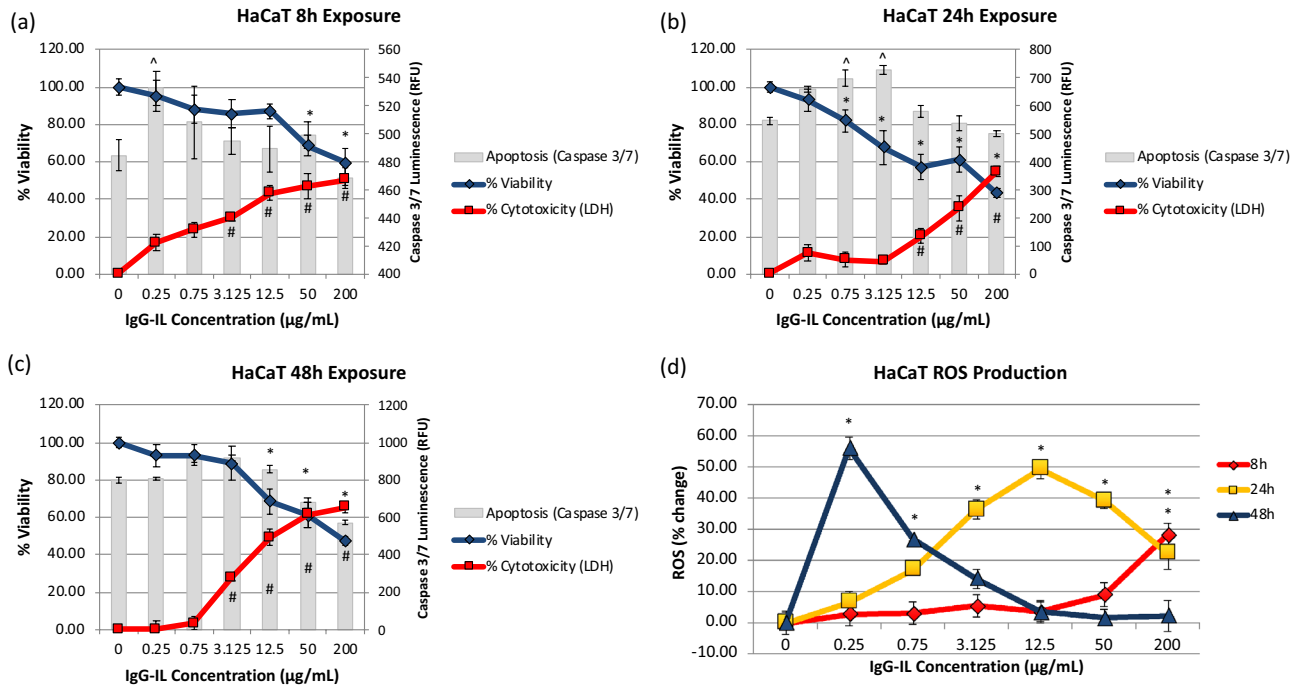 (a)
HaCaT 8h Exposure
120.00
100.00
80.00
60.00
40.00
20.00
0.00
% Viability
560
540
520
500
480
460
440
420
400
Caspase 3/7 Luminescence (RFU)
^
* *
# # # #
0 0.25 0.75 3.125 12.5 50 200
IgG-IL Concentration (µg/mL)
Apoptosis (Caspase 3/7)
% Viability
% Cytotoxicity (LDH)
(b)
HaCaT 24h Exposure
120.00
100.00
80.00
60.00
40.00
20.00
0.00
% Viability
800
700
600
500
400
300
200
100
0
Caspase 3/7 Luminescence (RFU)
^ ^
* * * * *
# # #
0 0.25 0.75 3.125 12.5 50 200
IgG-IL Concentration (µg/mL)
Apoptosis (Caspase 3/7)
% Viability
% Cytotoxicity (LDH)
(c)
HaCaT 48h Exposure
120.00
100.00
80.00
60.00
40.00
20.00
0.00
% Viability
1200
1000
800
600
400
200
0
Caspase 3/7 Luminescence (RFU)
* * *
# # # #
0 0.25 0.75 3.125 12.5 50 200
IgG-IL Concentration (µg/mL)
Apoptosis (Caspase 3/7)
% Viability
% Cytotoxicity (LDH)
(d)
HaCaT ROS Production
70.00
60.00
50.00
40.00
30.00
20.00
10.00
0.00
-10.00
ROS (% change)
* * * * * * *
0 0.25 0.75 3.125 12.5 50 200
IgG-IL Concentration (µg/mL)
8h
24h
48h